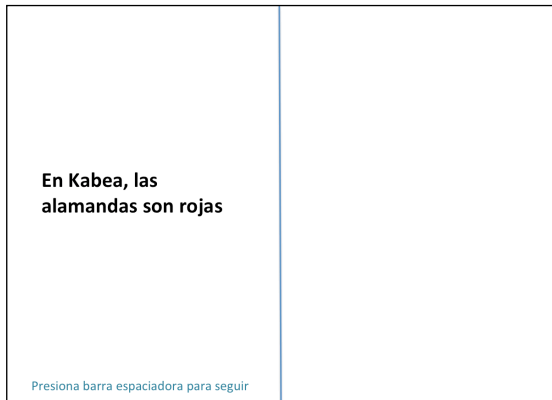 En Kabea, las
alamandas son rojas
Presiona barra espaciadora para seguir